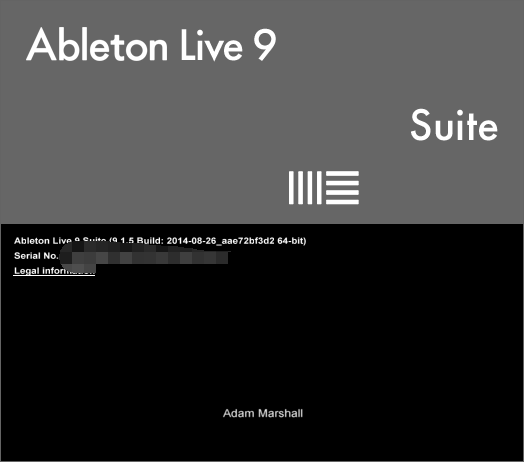 Ableton Live 9
Suite
Ableton Live 9 Suite (9.1.5 Build: 2014-08-26_aae72bf3d2 64-bit)
Serial No.
Legal information
Adam Marshall